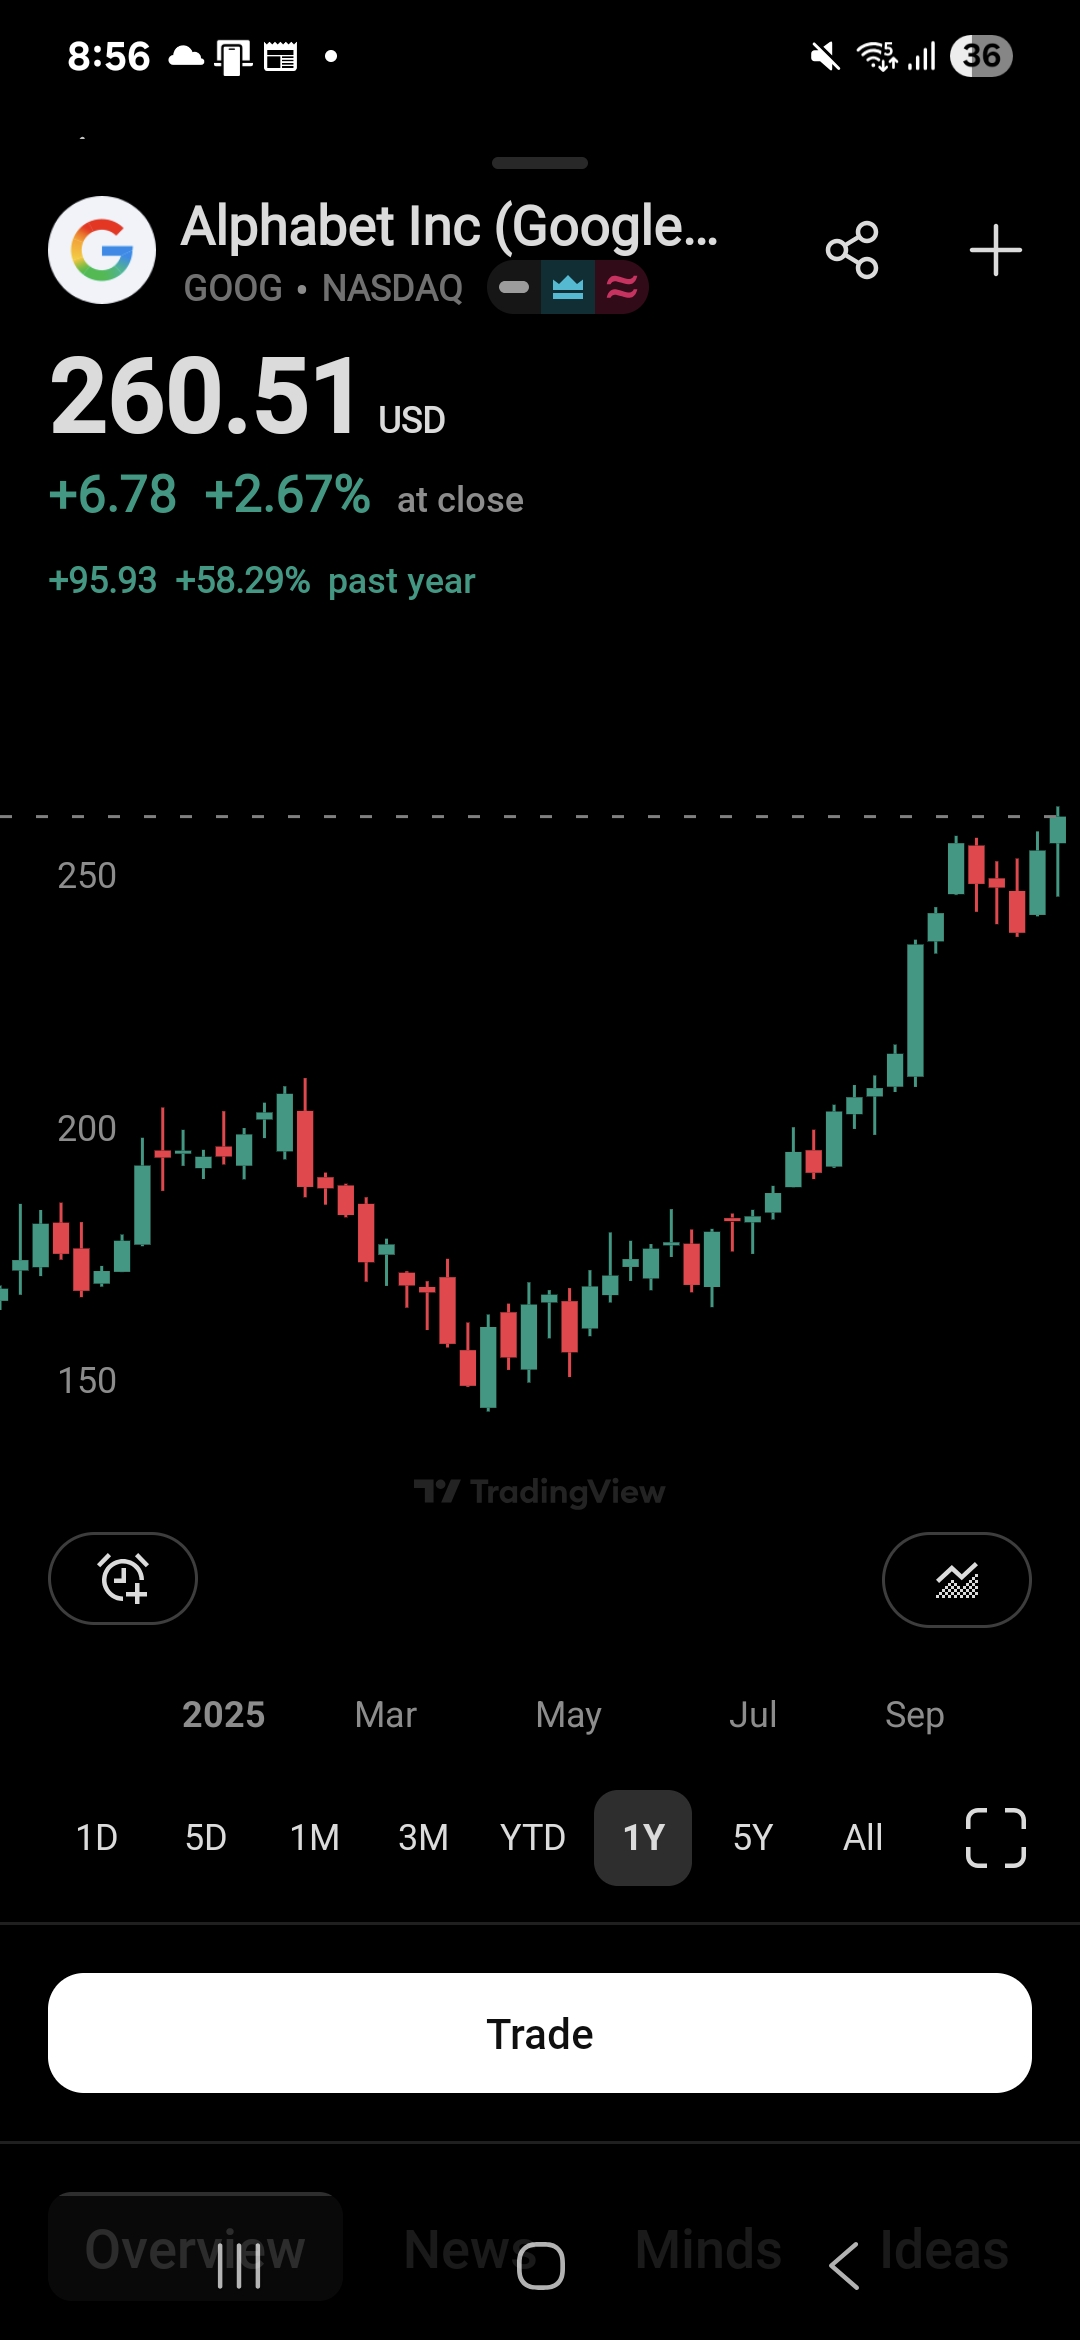 8:56
5
36
Alphabet Inc (Google...
GOOG • NASDAQ
260.51 USD
+6.78 +2.67% at close
+95.93 +58.29% past year
250
200
150
TradingView
2025 Mar May Jul Sep
1D 5D 1M 3M YTD 1Y 5Y All
Trade
Overview News Minds Ideas